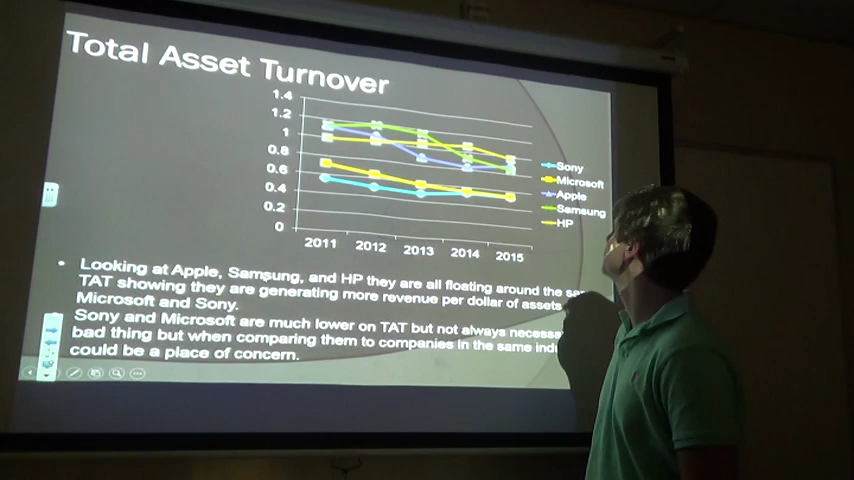 Total Asset Turnover
1.4
1.2
1
0.8
0.6
0.4
0.2
0
2011 2012 2013 2014 2015
Sony
Microsoft
Apple
Samsung
HP
• Looking at Apple, Samsung, and HP they are all floating around the
TAT showing they are generating more revenue per dollar of assets
Microsoft and Sony.
Sony and Microsoft are much lower on TAT but not always
bad thing but when comparing them to companies in the same
could be a place of concern.